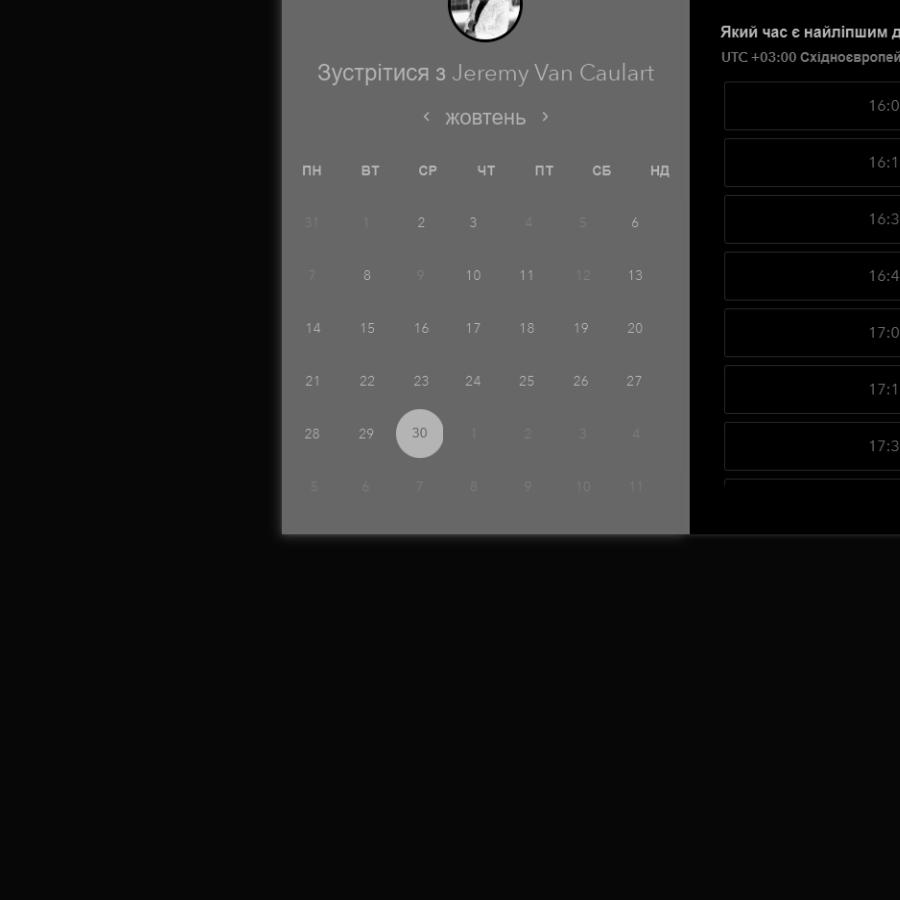 Зустрітися з Jeremy Van Caulart
жовтень
ПН ВТ СР ЧТ ПТ СБ НД
31 1 2 3 4 5 6
7 8 9 10 11 12 13
14 15 16 17 18 19 20
21 22 23 24 25 26 27
28 29 30 1 2 3 4
5 6 7 8 9 10 11
Який час є найліпшим
UTC +03:00
16:0
16:1
16:3
16:4
17:0
17:1
17:3